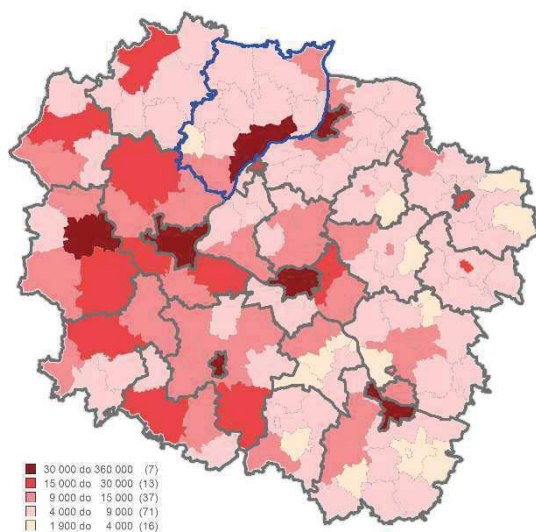 30 000 do 360 000 (7)
15 000 do 30 000 (13)
9 000 do 15 000 (37)
4 000 do 9 000 (71)
1 900 do 4 000 (16)